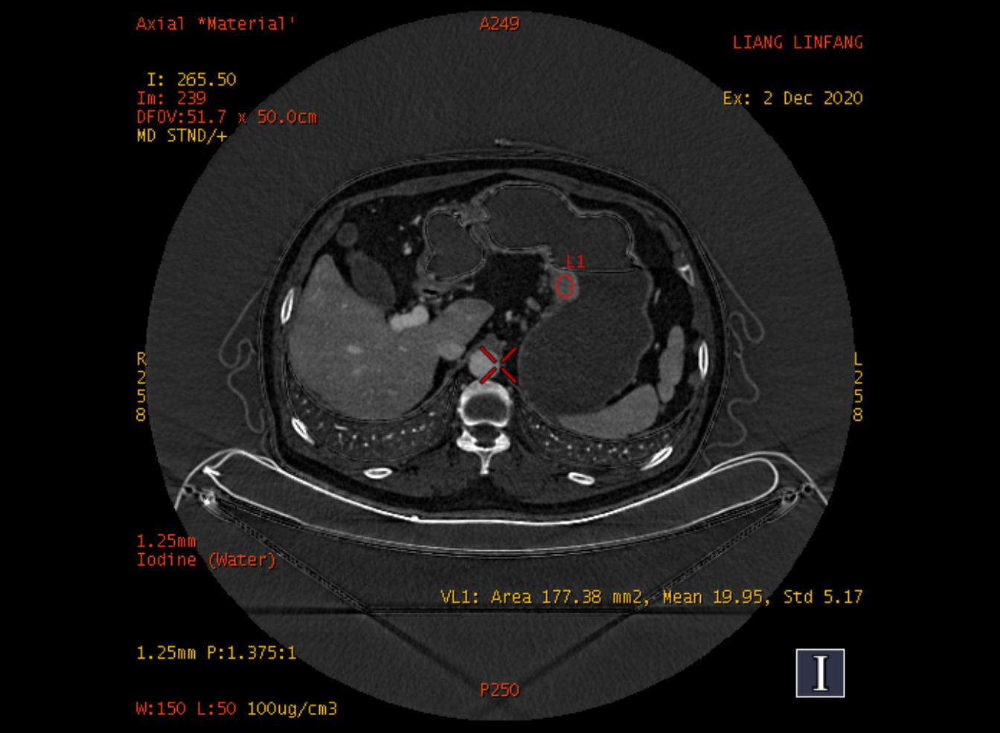 Axial *Material'
A249
LIANG LINFANG
I: 265.50
Im: 239
DFOV:51.7 x 50.0cm
MD STND/+
Ex: 2 Dec 2020
L1
R
2
5
8
L
2
5
8
1.25mm
Iodine (Water)
VL1: Area 177.38 mm2, Mean 19.95, Std 5.17
1.25mm P:1.375:1
P250
I
W:150 L:50 100ug/cm3